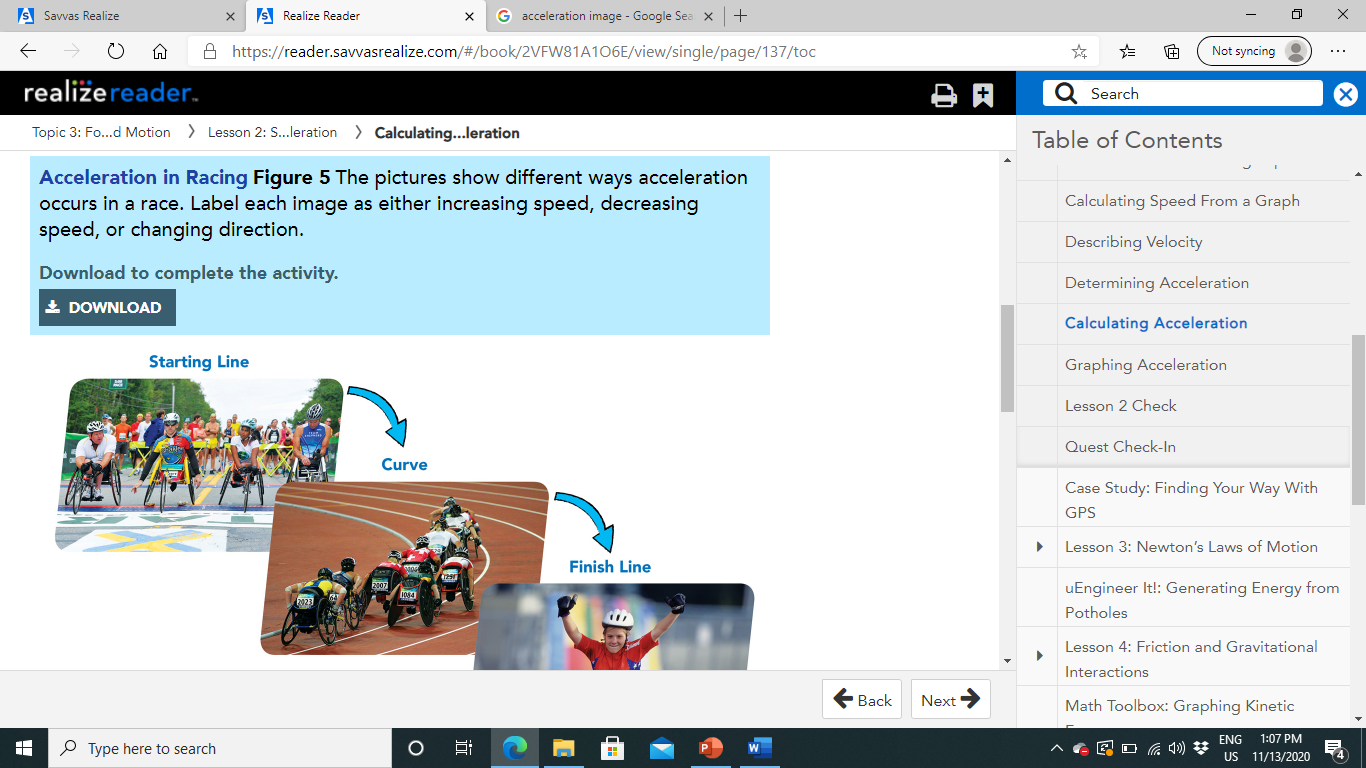 Savvas Realize
Realize Reader
acceleration image - Google Sea
https://reader.savvasrealize.com/#/book/2VFW81A1O6E/view/single/page/137/toc
Not syncing
realizereader™
Search
Topic 3: Fo...d Motion
Lesson 2: S...leration
Calculating...leration
Table of Contents
Acceleration in Racing Figure 5 The pictures show different ways acceleration
occurs in a race. Label each image as either increasing speed, decreasing
speed, or changing direction.
Download to complete the activity.
DOWNLOAD
Starting Line
Curve
2007
1084
2023
Finish Line
Calculating Speed From a Graph
Describing Velocity
Determining Acceleration
Calculating Acceleration
Graphing Acceleration
Lesson 2 Check
Quest Check-In
Case Study: Finding Your Way With
GPS
Lesson 3: Newton's Laws of Motion
uEngineer It!: Generating Energy from
Potholes
Lesson 4: Friction and Gravitational
Interactions
Math Toolbox: Graphing Kinetic
Back
Next
Type here to search
ENG
US
1:07 PM
11/13/2020
4